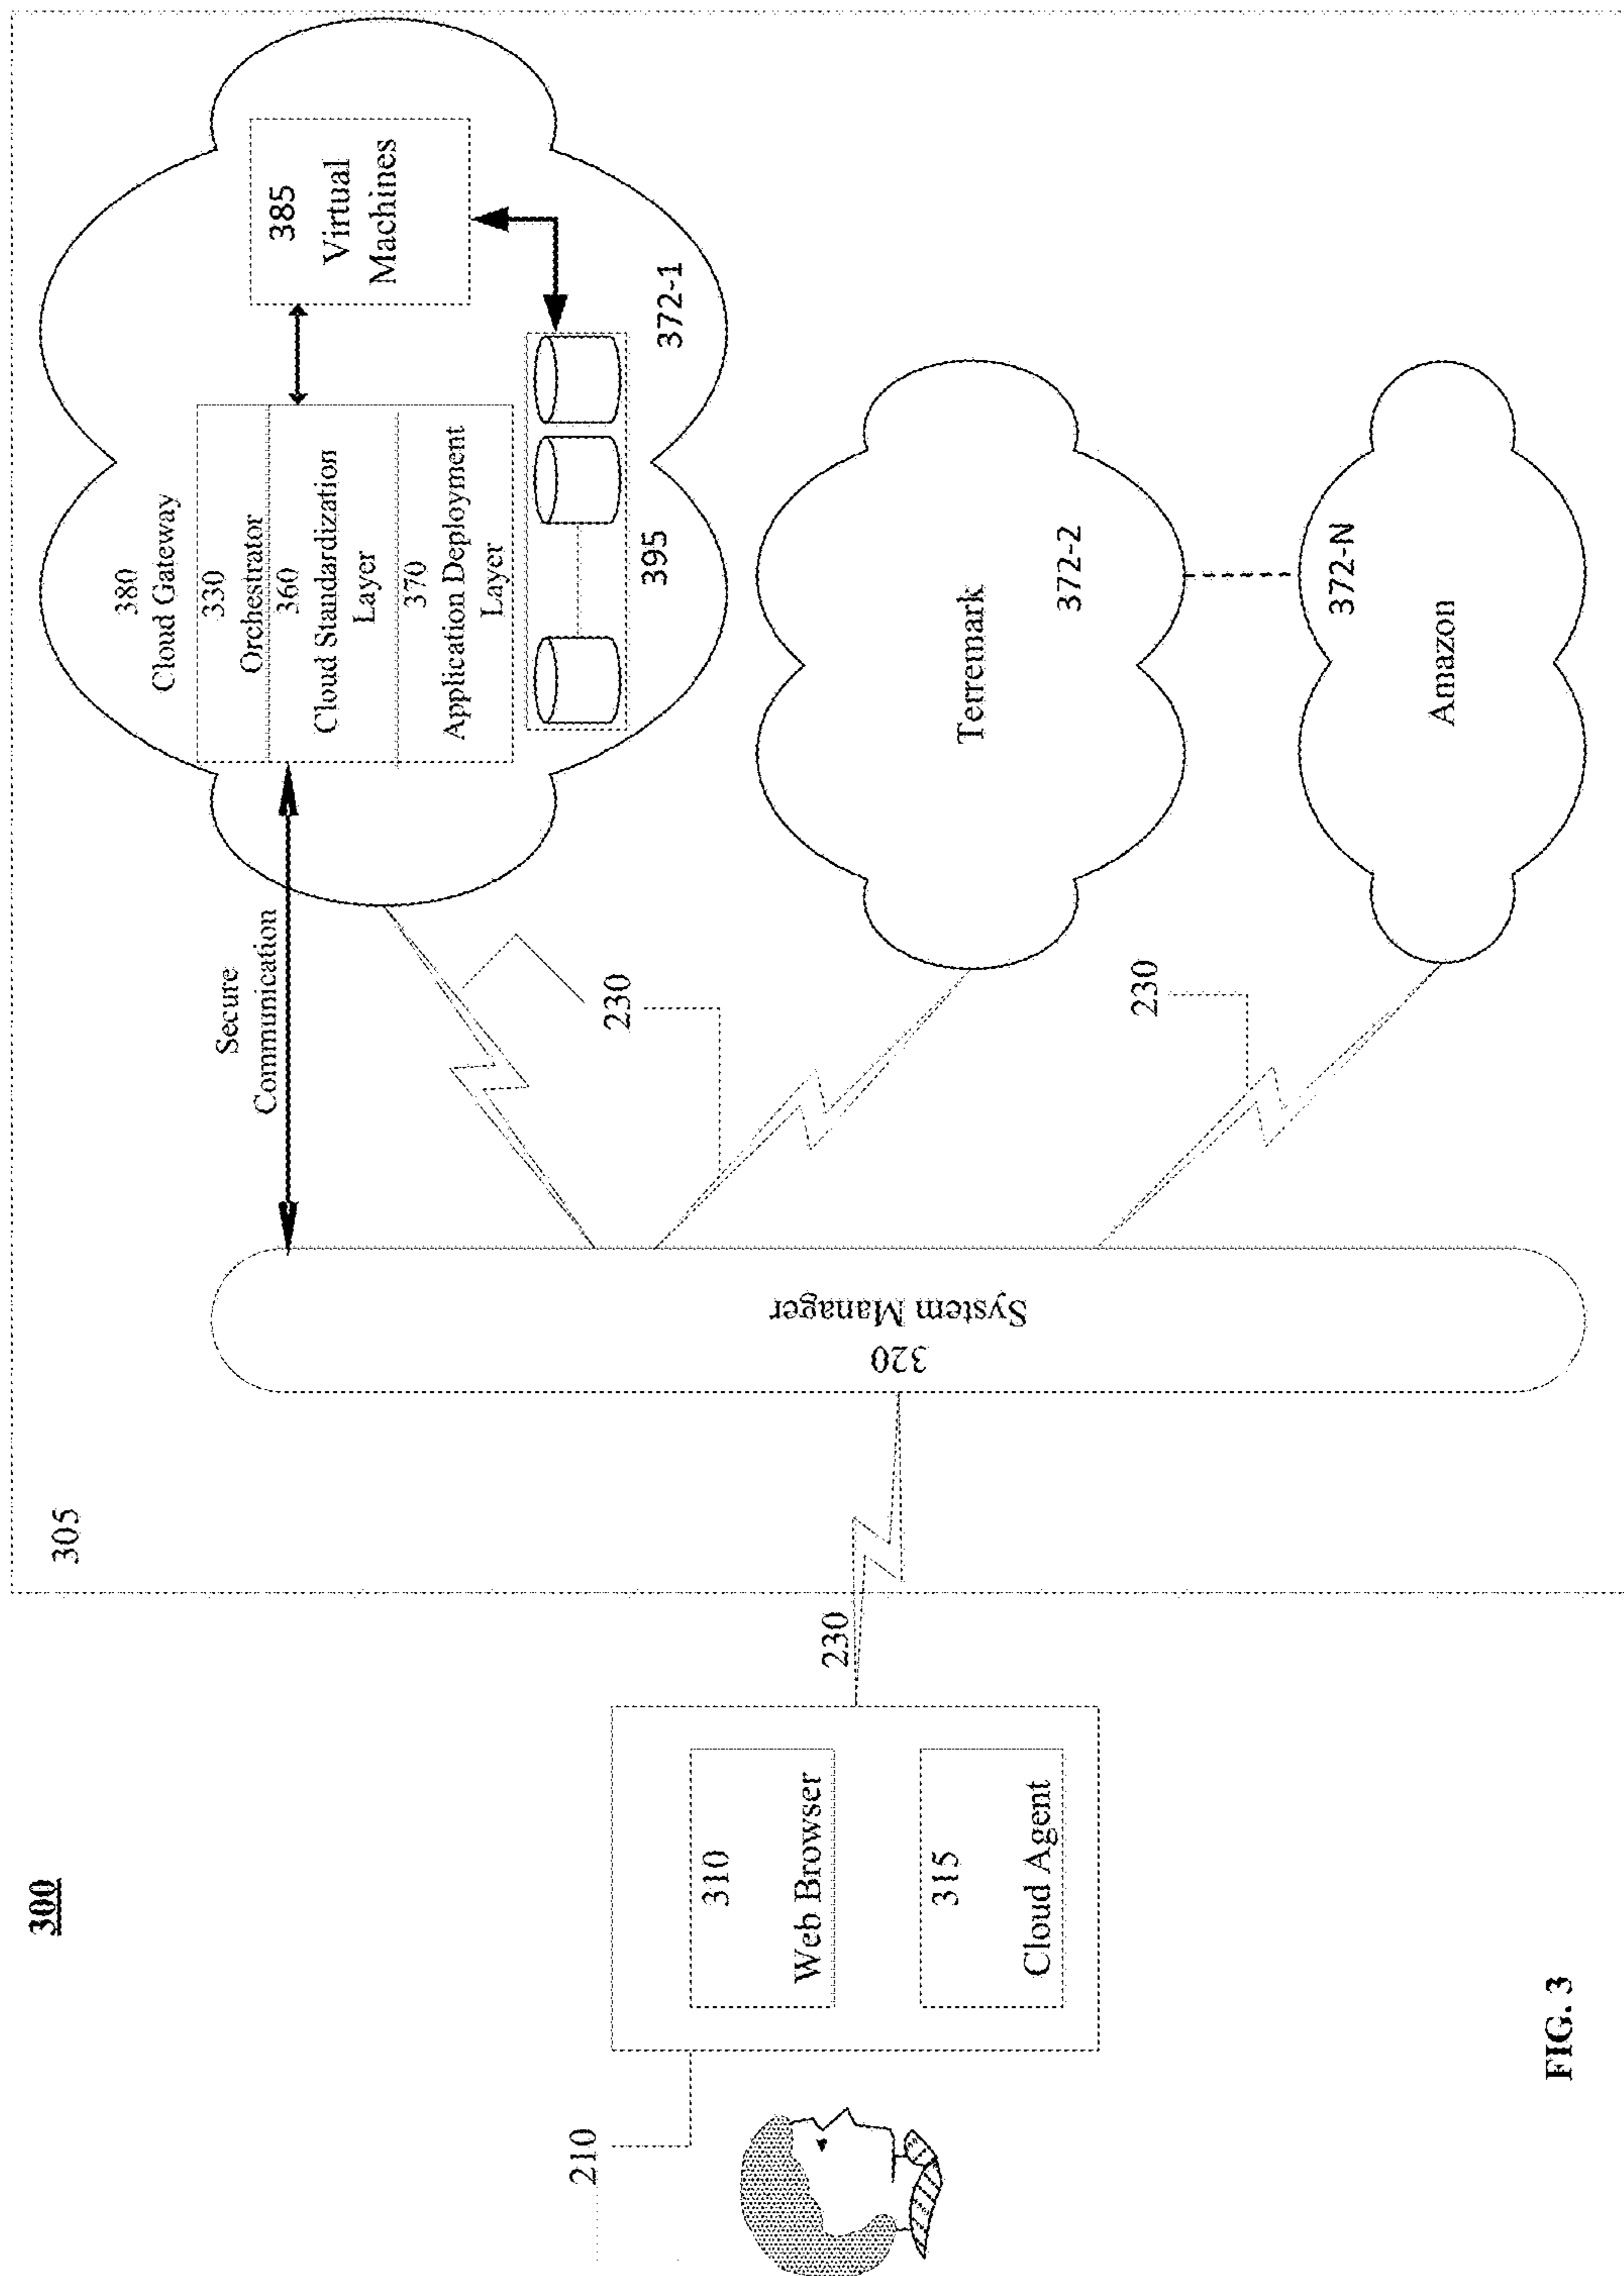 300
305
210
310
Web Browser
315
Cloud Agent
230
System Manager
320
Secure
Communication
230
230
380
Cloud Gateway
330
Orchestrator
360
Cloud Standardization
Layer
370
Application Deployment
Layer
385
Virtual
Machines
395
372-1
Terremark
372-2
Amazon
372-N
FIG. 3